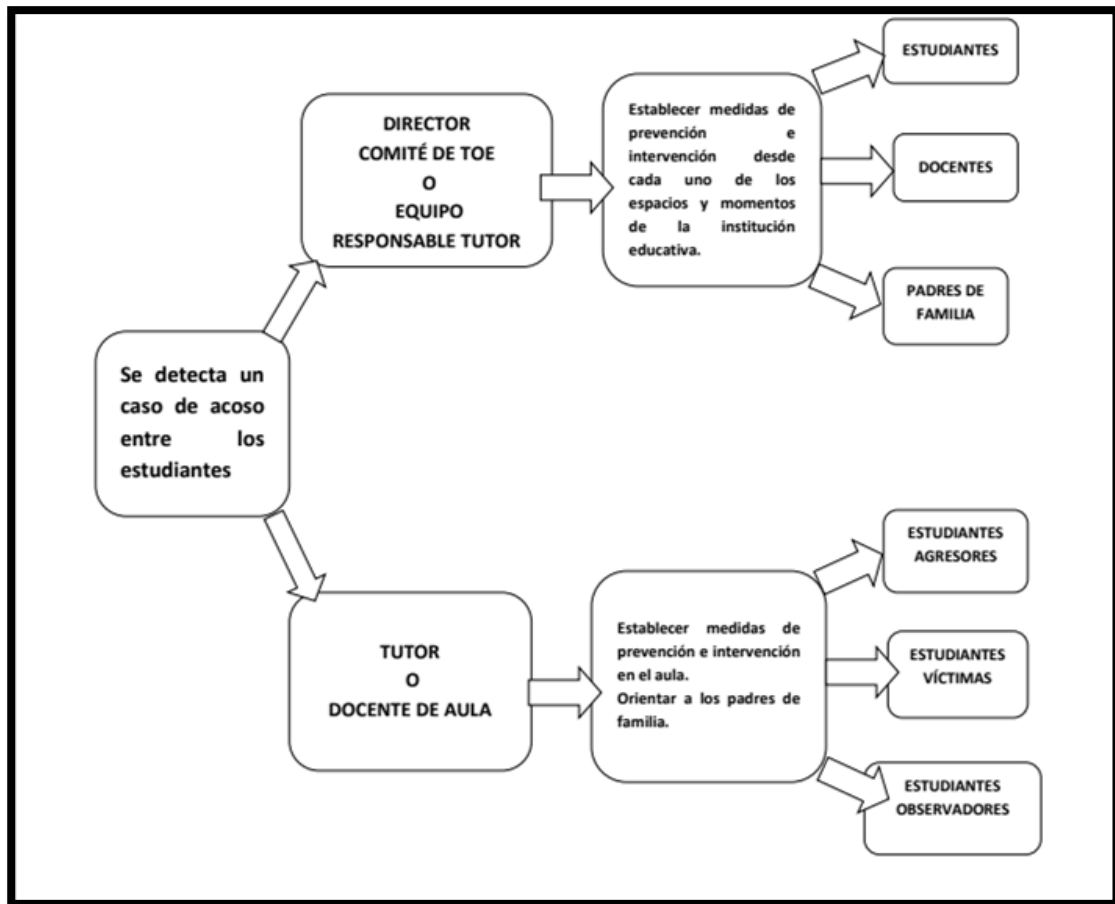 Se detecta un
caso de acoso
entre los
estudiantes
DIRECTOR
COMITÉ DE TOE
O
EQUIPO
RESPONSABLE TUTOR
Establecer medidas de
prevención e
intervención desde
cada uno de los
espacios y momentos
de la institución
educativa.
ESTUDIANTES
DOCENTES
PADRES DE
FAMILIA
TUTOR
O
DOCENTE DE AULA
Establecer medidas de
prevención e intervención
en el aula.
Orientar a los padres de
familia.
ESTUDIANTES
AGRESORES
ESTUDIANTES
VÍCTIMAS
ESTUDIANTES
OBSERVADORES